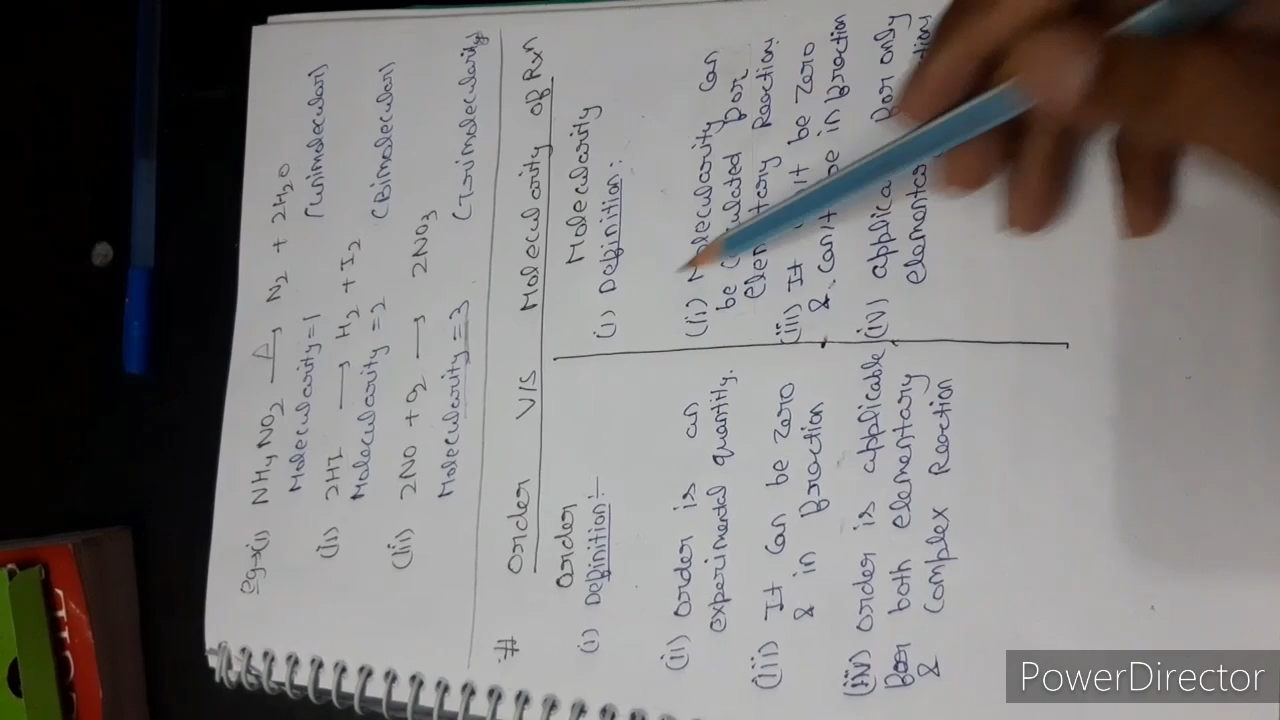 Eg→(i) NH4NO2 —Δ→ N2 + 2H2O
Molecularity=1 (Unimolecular)
(ii) 2HI → H2 + I2
Molecularity =2 (Bimolecular)
(iii) 2NO + O2 → 2NO3
Molecularity =3 (Trimolecularity)
# Order V/S Molecularity of Rxn
Order
(i) Definition:-
(ii) Order is an
experimental quantity.
(iii) It can be zero
& in fraction
(iv) Order is applicable
for both elementary
& complex Reaction
Molecularity
(i) Definition:
(ii) Molecularity can
be calculated for
Elementary Reaction.
(iii) It be zero
& can't be in fraction
(iv) applica for only
elementary
PowerDirector